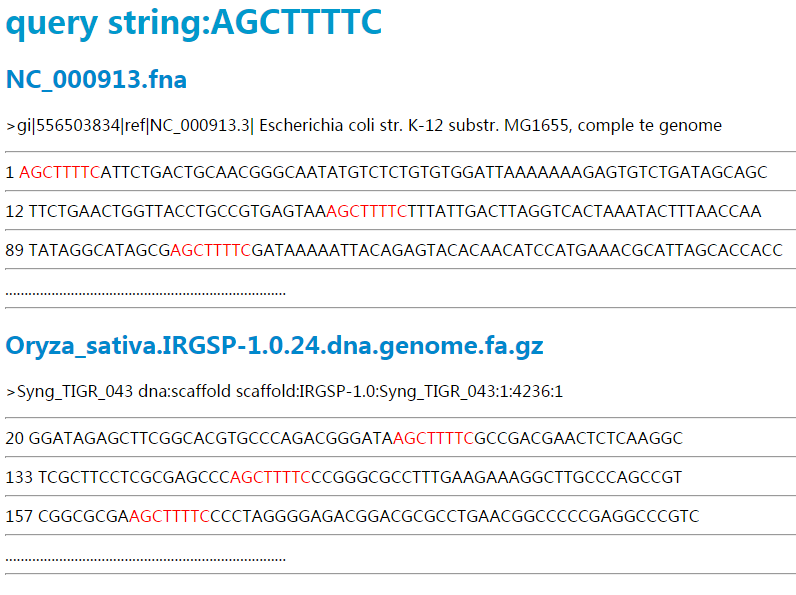 query string:AGCTTTTC
NC_000913.fna
>gi|556503834|ref|NC_000913.3| Escherichia coli str. K-12 substr. MG1655, comple te genome
1 AGCTTTTCATTCTGACTGCAACGGGCAATATGTCTCTGTGTGGATTAAAAAAAGAGTGTCTGATAGCAGC
12 TTCTGAACTGGTTACCTGCCGTGAGTAAAGCTTTTCTTTATTGACTTAGGTCACTAAATACTTTAACCAA
89 TATAGGCATAGCGAGCTTTTCGATAAAAATTACAGAGTACACAACATCCATGAAACGCATTAGCACCACC
.........................................................................
Oryza_sativa.IRGSP-1.0.24.dna.genome.fa.gz
>Syng_TIGR_043 dna:scaffold scaffold:IRGSP-1.0:Syng_TIGR_043:1:4236:1
20 GGATAGAGCTTCGGCACGTGCCCAGACGGGATAAGCTTTTCGCCGACGAACTCTCAAGGC
133 TCGCTTCCTCGCGAGCCCAGCTTTTCCCGGGCGCCTTTGAAGAAAGGCTTGCCCAGCCGT
157 CGGCGCGAAGCTTTTCCCCTAGGGGAGACGGACGCGCCTGAACGGCCCCCGAGGCCCGTC
.........................................................................